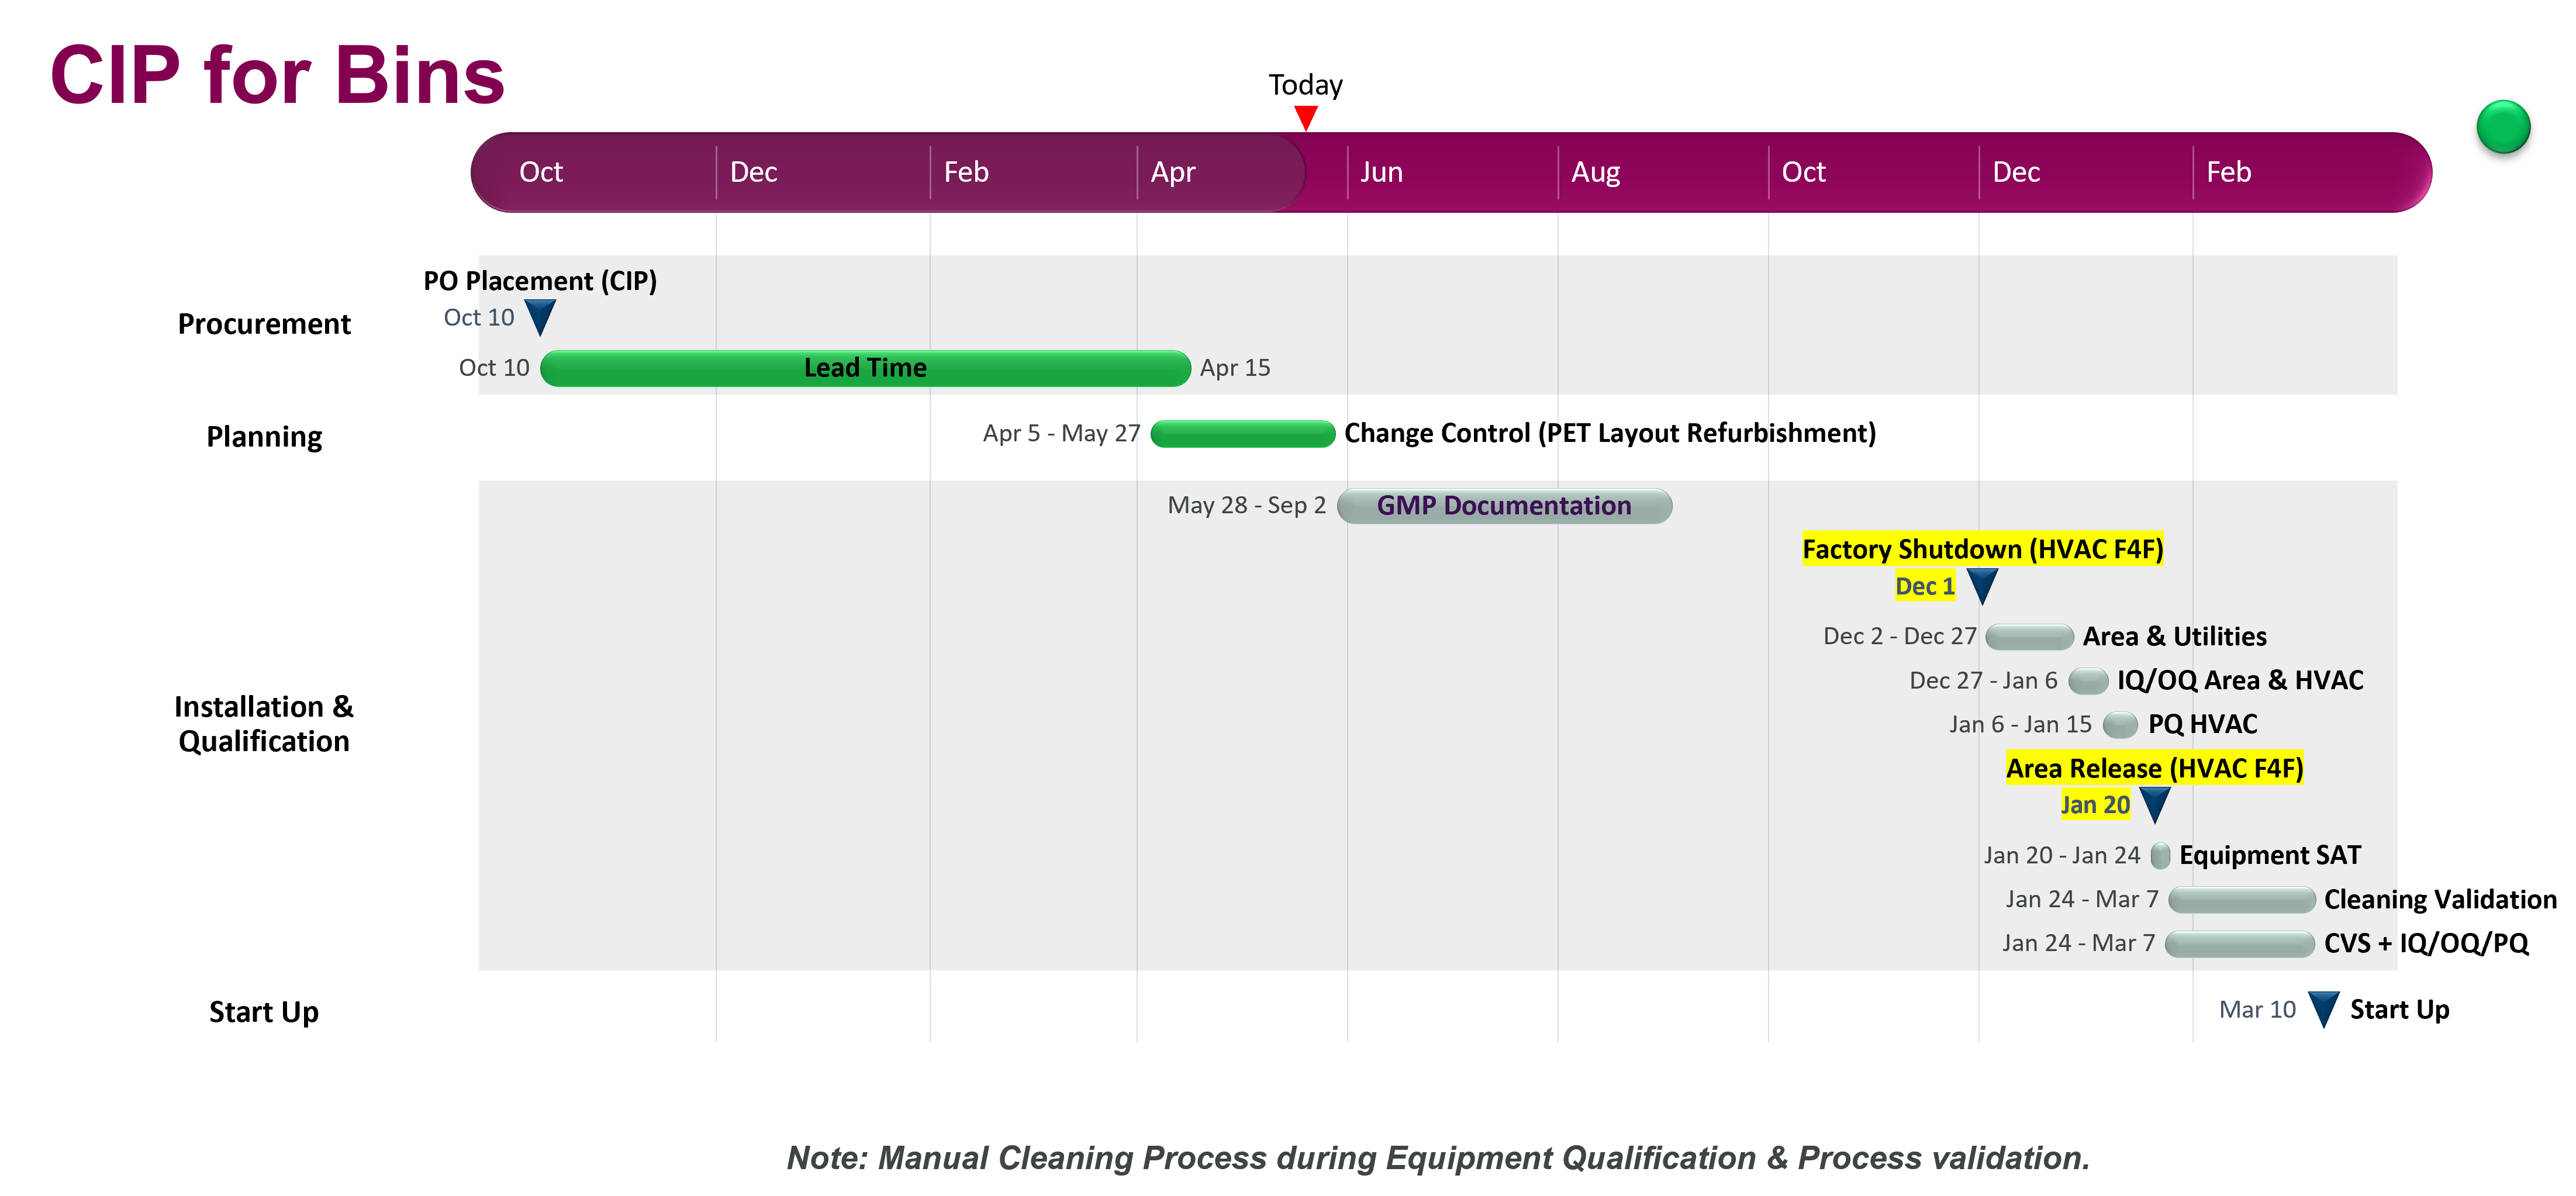 CIP for Bins
Today
Oct Dec Feb Apr Jun Aug Oct Dec Feb
Procurement
PO Placement (CIP)
Oct 10
Oct 10 Lead Time Apr 15
Planning
Apr 5 - May 27 Change Control (PET Layout Refurbishment)
Installation &
Qualification
May 28 - Sep 2 GMP Documentation
Factory Shutdown (HVAC F4F)
Dec 1
Dec 2 - Dec 27 Area & Utilities
Dec 27 - Jan 6 IQ/OQ Area & HVAC
Jan 6 - Jan 15 PQ HVAC
Area Release (HVAC F4F)
Jan 20
Jan 20 - Jan 24 Equipment SAT
Jan 24 - Mar 7 Cleaning Validation
Jan 24 - Mar 7 CVS + IQ/OQ/PQ
Start Up
Mar 10 Start Up
Note: Manual Cleaning Process during Equipment Qualification & Process validation.